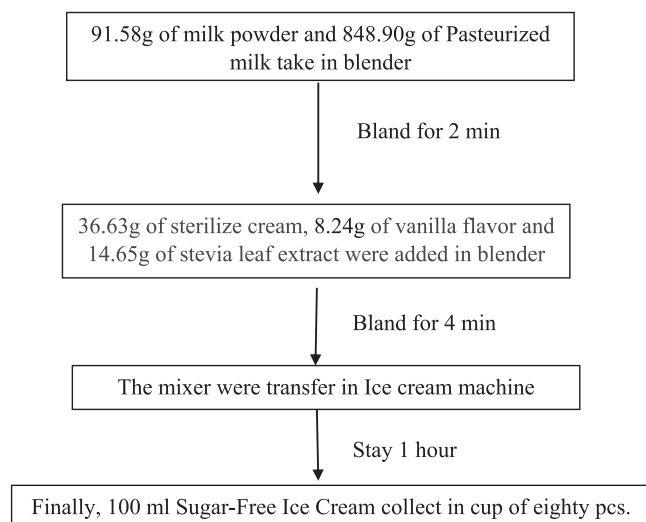 91.58g of milk powder and 848.90g of Pasteurized
milk take in blender
Bland for 2 min
36.63g of sterilize cream, 8.24g of vanilla flavor and
14.65g of stevia leaf extract were added in blender
Bland for 4 min
The mixer were transfer in Ice cream machine
Stay 1 hour
Finally, 100 ml Sugar-Free Ice Cream collect in cup of eighty pcs.